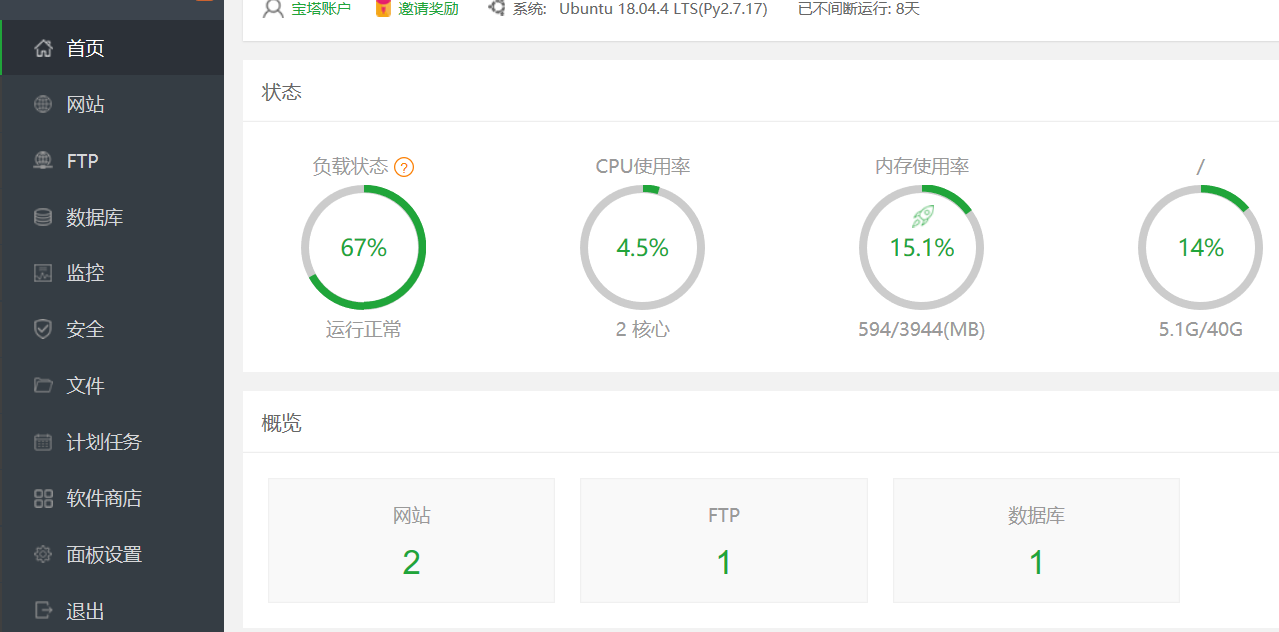 宝塔账户 邀请奖励 系统: Ubuntu 18.04.4 LTS(Py2.7.17) 已不间断运行: 8天
首页
网站
FTP
数据库
监控
安全
文件
计划任务
软件商店
面板设置
退出
状态
负载状态 ? CPU使用率 内存使用率 /
67% 4.5% 15.1% 14%
运行正常 2 核心 594/3944(MB) 5.1G/40G
概览
网站 FTP 数据库
2 1 1